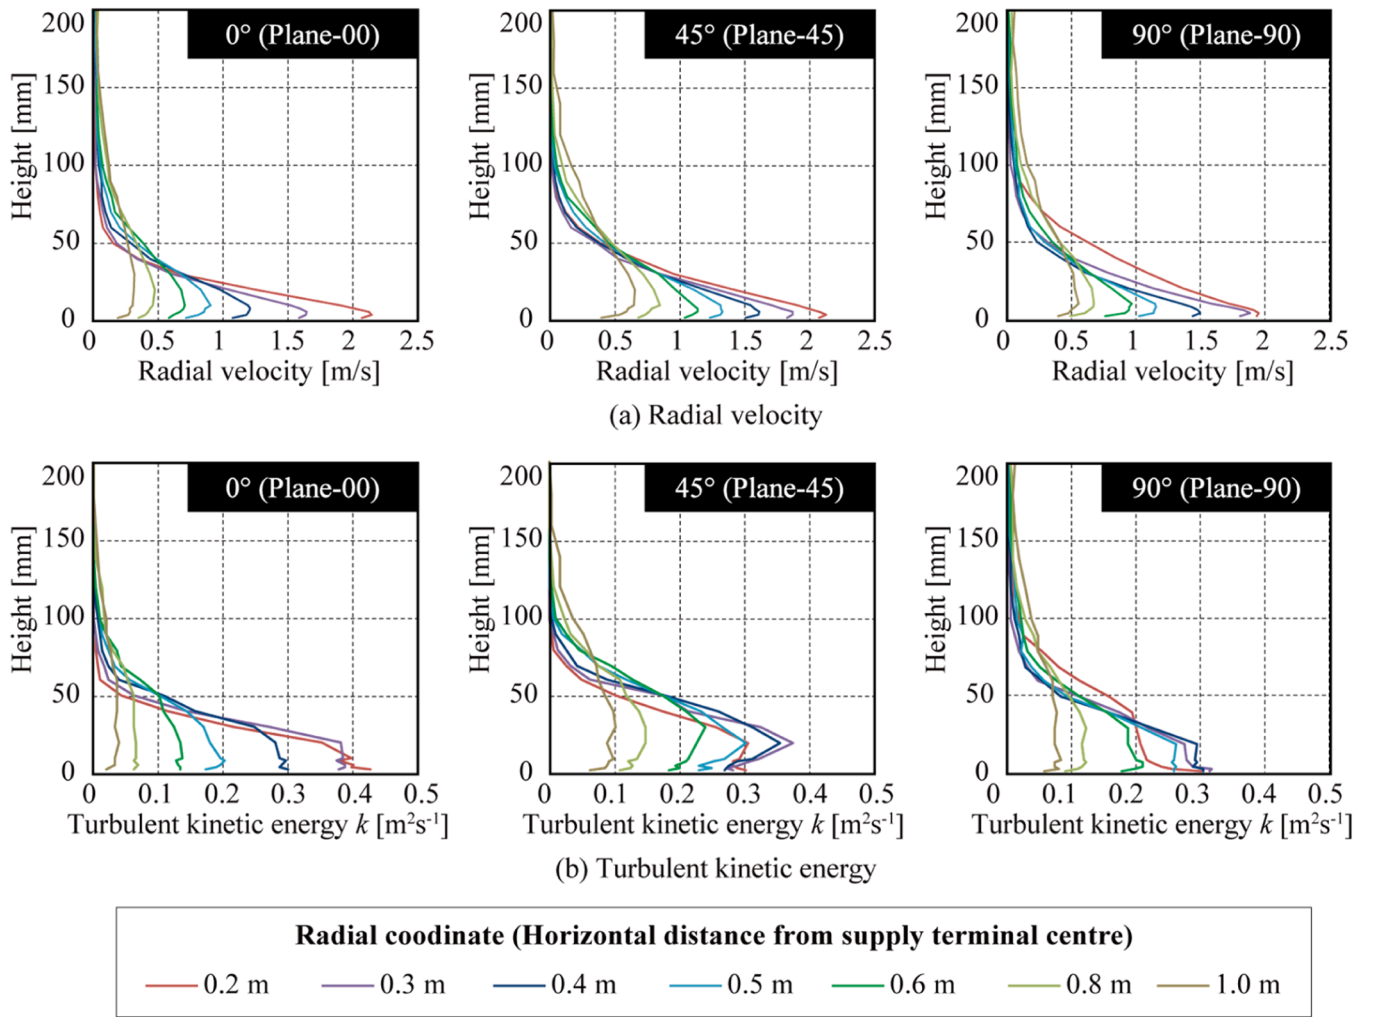 0° (Plane-00)
200
150
100
50
0
Height [mm]
0 0.5 1 1.5 2 2.5
Radial velocity [m/s]
45° (Plane-45)
200
150
100
50
0
Height [mm]
0 0.5 1 1.5 2 2.5
Radial velocity [m/s]
90° (Plane-90)
200
150
100
50
0
Height [mm]
0 0.5 1 1.5 2 2.5
Radial velocity [m/s]
(a) Radial velocity
0° (Plane-00)
200
150
100
50
0
Height [mm]
0 0.1 0.2 0.3 0.4 0.5
Turbulent kinetic energy k [m²s⁻¹]
45° (Plane-45)
200
150
100
50
0
Height [mm]
0 0.1 0.2 0.3 0.4 0.5
Turbulent kinetic energy k [m²s⁻¹]
90° (Plane-90)
200
150
100
50
0
Height [mm]
0 0.1 0.2 0.3 0.4 0.5
Turbulent kinetic energy k [m²s⁻¹]
(b) Turbulent kinetic energy
Radial coodinate (Horizontal distance from supply terminal centre)
0.2 m 0.3 m 0.4 m 0.5 m 0.6 m 0.8 m 1.0 m